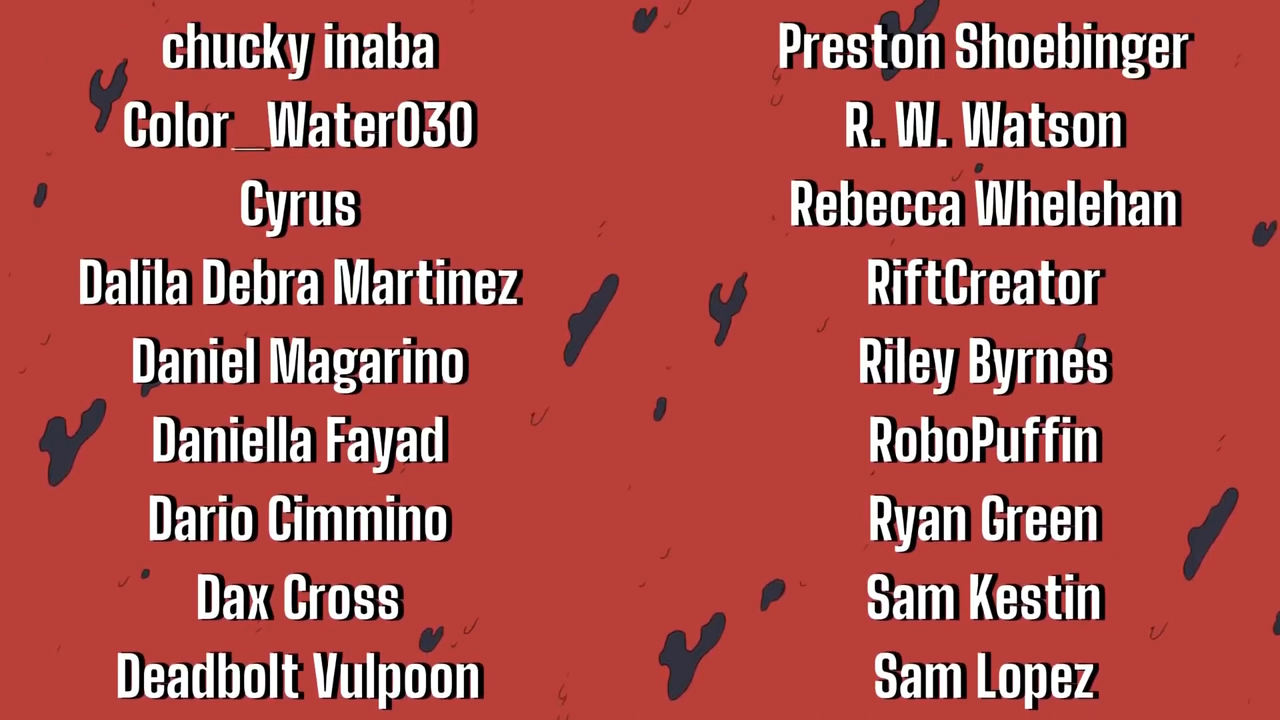 chucky inaba
Color_Water030
Cyrus
Dalila Debra Martinez
Daniel Magarino
Daniella Fayad
Dario Cimmino
Dax Cross
Deadbolt Vulpoon
Preston Shoebinger
R. W. Watson
Rebecca Whelehan
RiftCreator
Riley Byrnes
RoboPuffin
Ryan Green
Sam Kestin
Sam Lopez